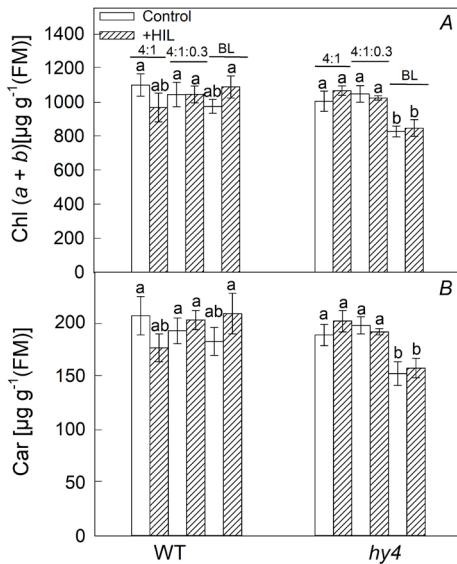 Control
+HIL
A
1400
1200
1000
800
600
400
200
0
Chl (a + b)[µg g-1(FM)]
4:1 4:1:0.3 BL
a ab a a ab a
4:1 4:1:0.3
BL
a a a a b b
B
200
150
100
50
0
Car [µg g-1(FM)]
a ab a a ab a
a a a a b b
WT hy4